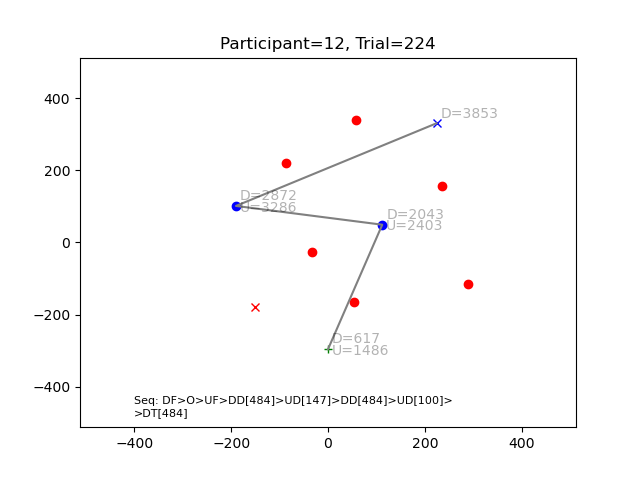 Participant=12, Trial=224
400
200
0
−200
−400
D=3853
D=2872
U=3286
D=2043
U=2403
D=617
U=1486
Seq: DF>O>UF>DD[484]>UD[147]>DD[484]>UD[100]>
>DT[484]
−400
−200
0
200
400